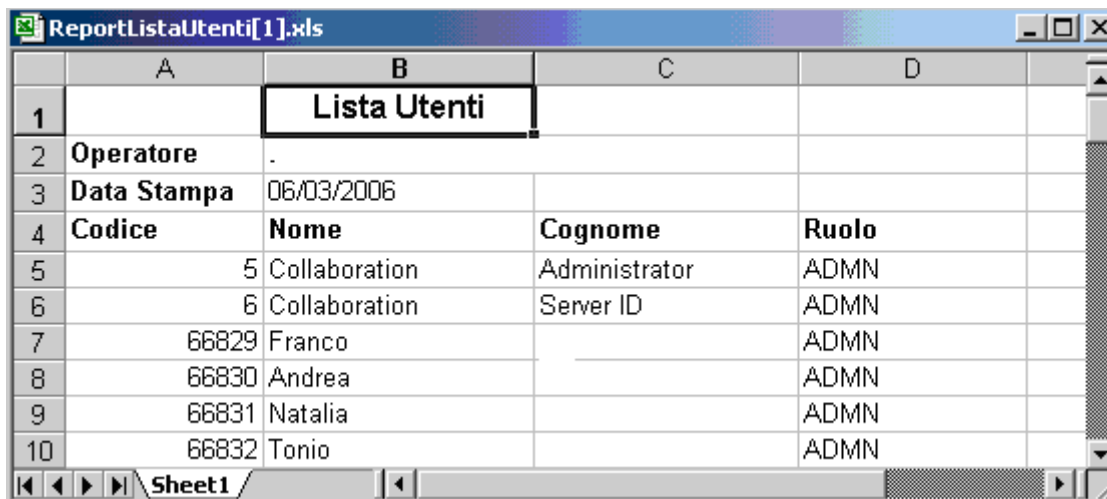 ReportListaUtenti[1].xls
A B C D
1 Lista Utenti
2 Operatore .
3 Data Stampa 06/03/2006
4 Codice Nome Cognome Ruolo
5 5 Collaboration Administrator ADMN
6 6 Collaboration Server ID ADMN
7 66829 Franco ADMN
8 66830 Andrea ADMN
9 66831 Natalia ADMN
10 66832 Tonio ADMN
Sheet1